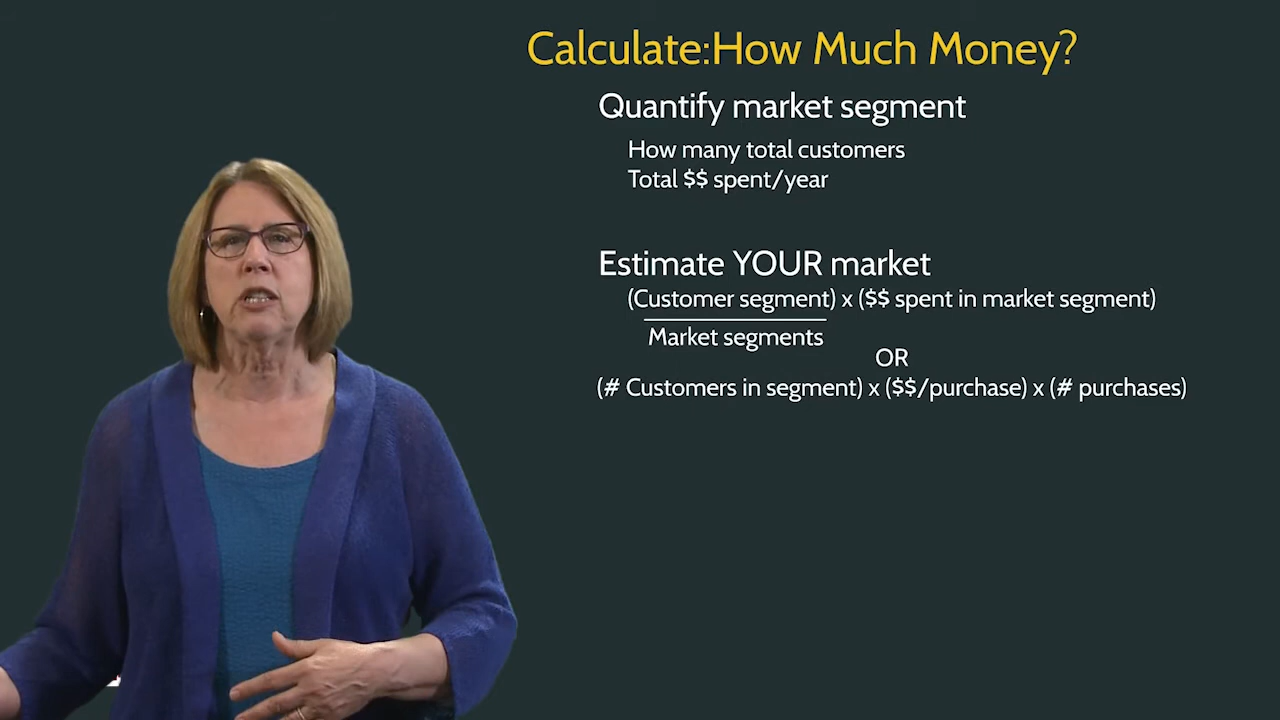 Calculate:How Much Money?
Quantify market segment
How many total customers
Total $$ spent/year
Estimate YOUR market
(Customer segment) x ($$ spent in market segment)
Market segments
OR
(# Customers in segment) x ($$/purchase) x (# purchases)